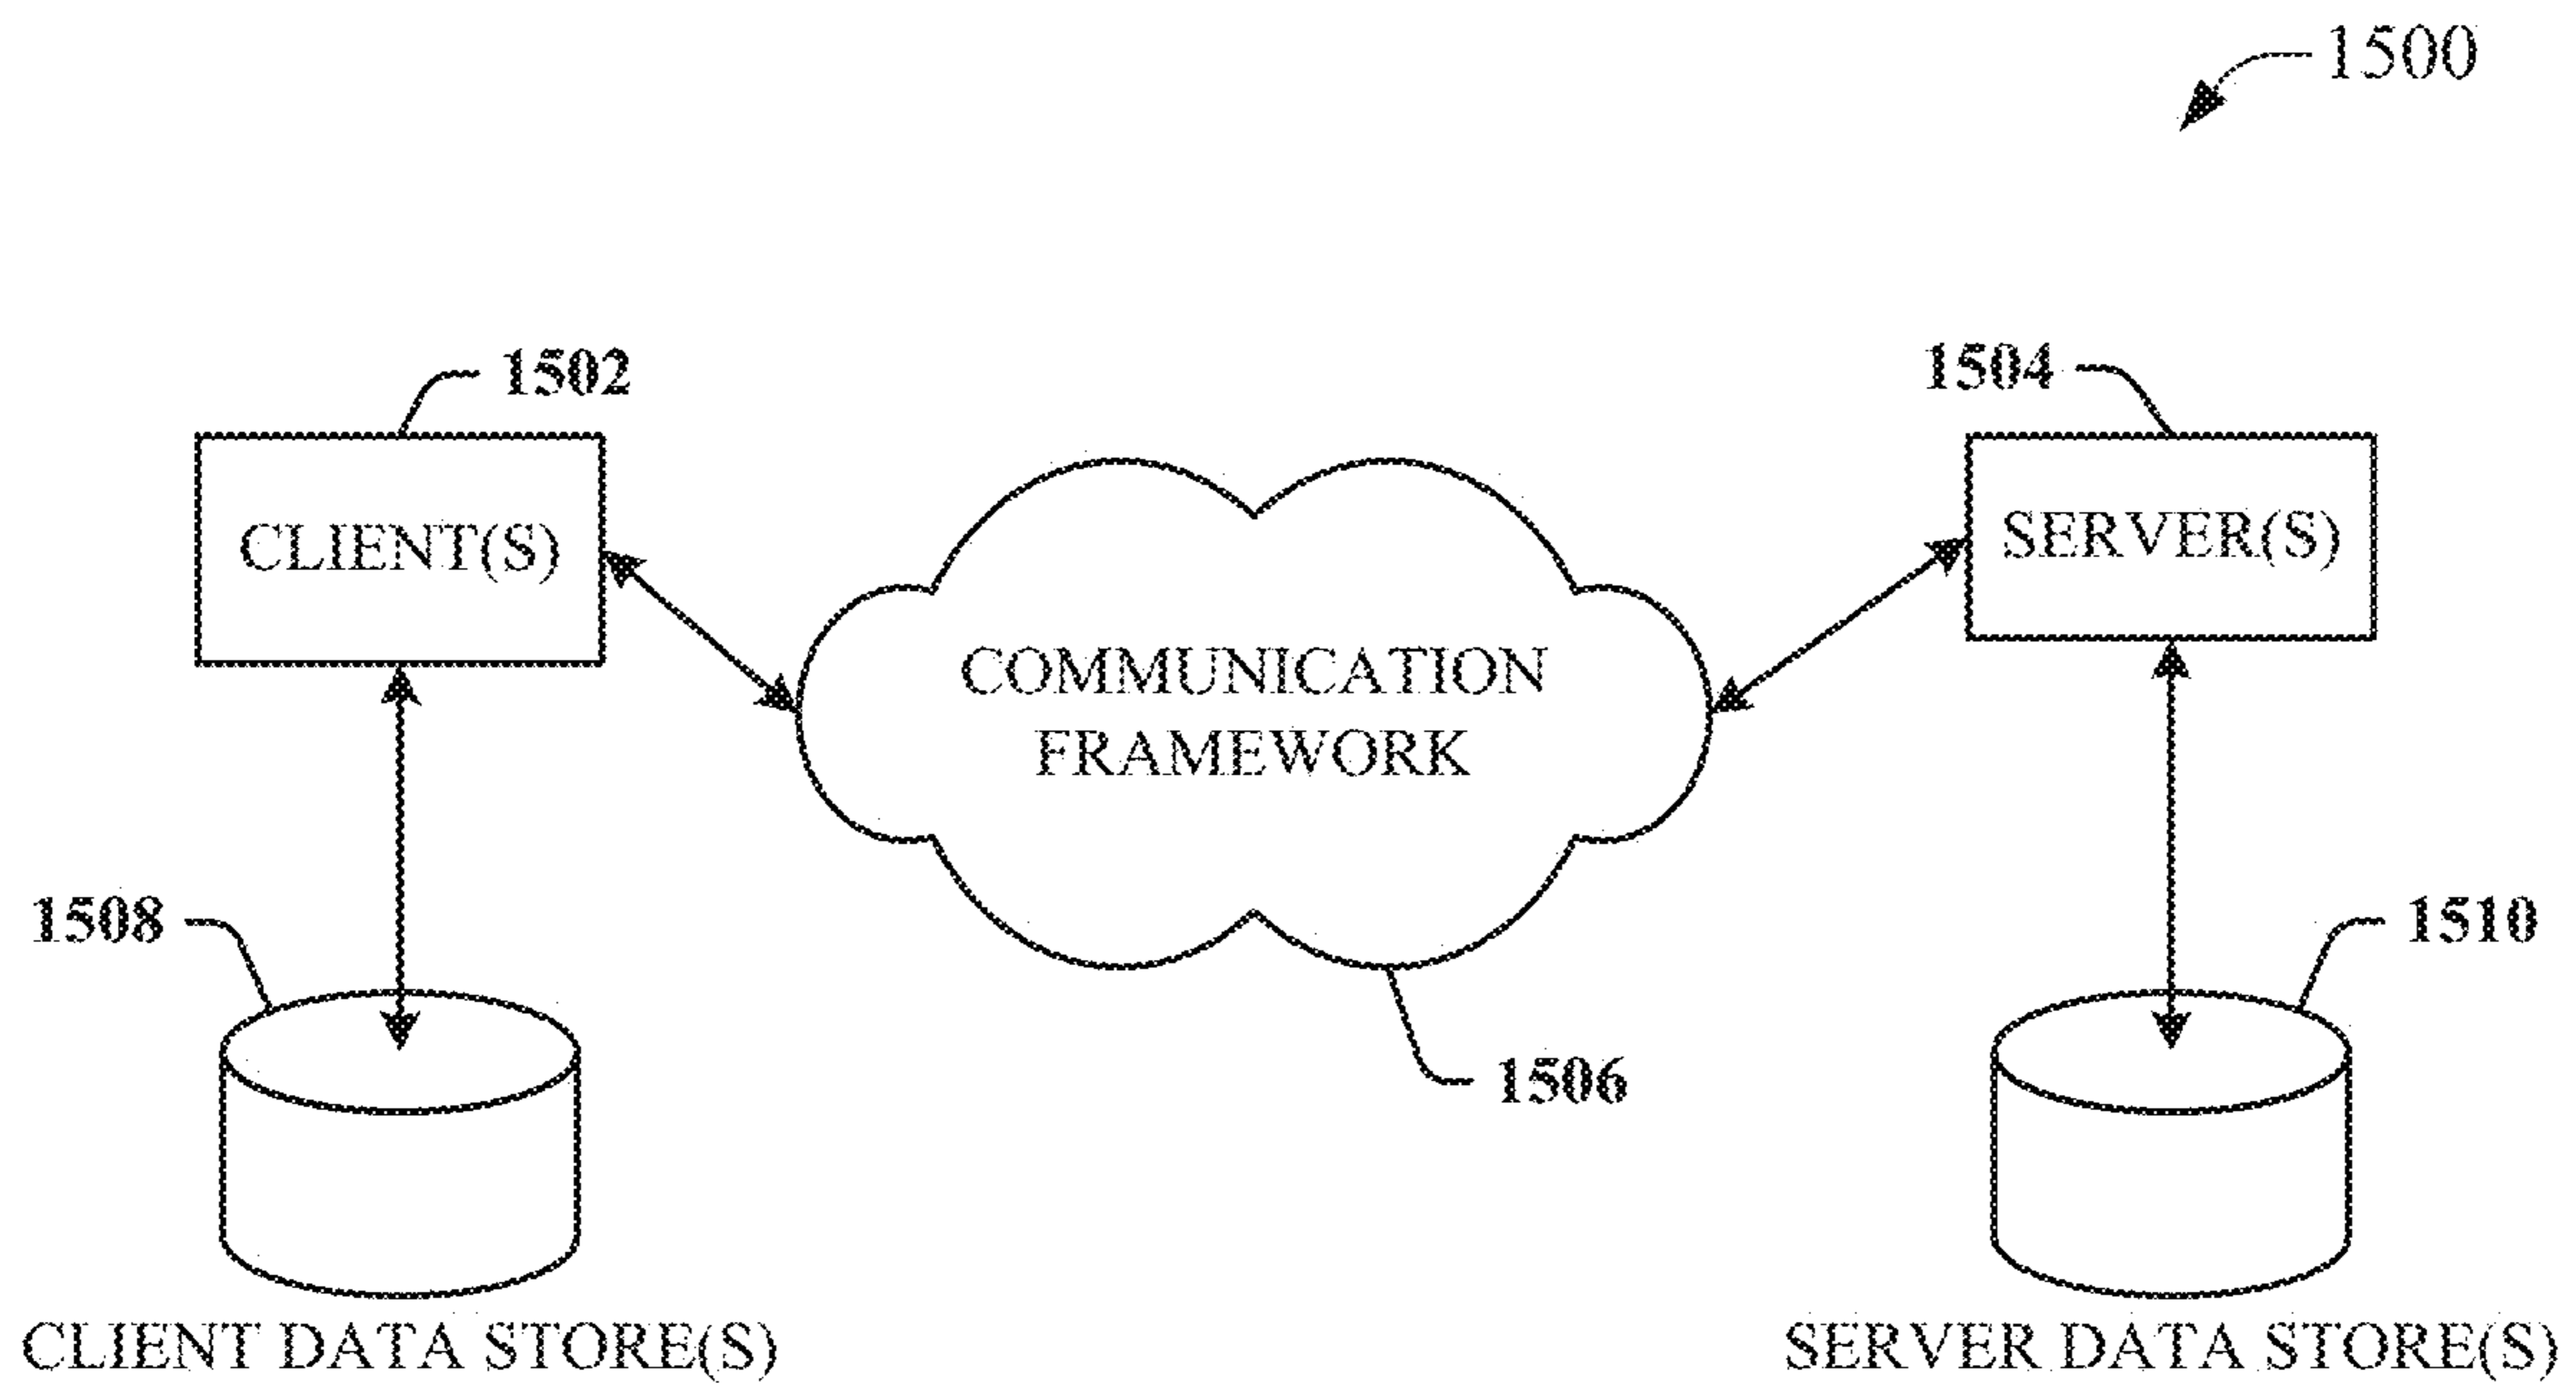 1500
1502
1504
CLIENT(S)
SERVER(S)
COMMUNICATION
FRAMEWORK
1508
1510
1506
CLIENT DATA STORE(S)
SERVER DATA STORE(S)